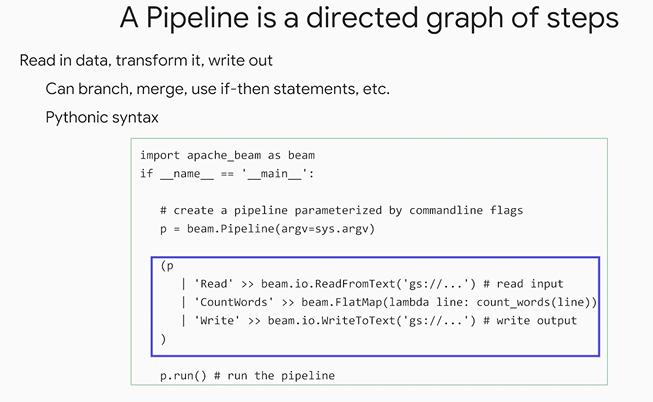 A Pipeline is a directed graph of steps
Read in data, transform it, write out
Can branch, merge, use if-then statements, etc.
Pythonic syntax
import apache_beam as beam
if __name__ == '__main__':
# create a pipeline parameterized by commandline flags
p = beam.Pipeline(argv=sys.argv)
(p
| 'Read' >> beam.io.ReadFromText('gs://...') # read input
| 'CountWords' >> beam.FlatMap(lambda line: count_words(line))
| 'Write' >> beam.io.WriteToText('gs://...') # write output
)
p.run() # run the pipeline